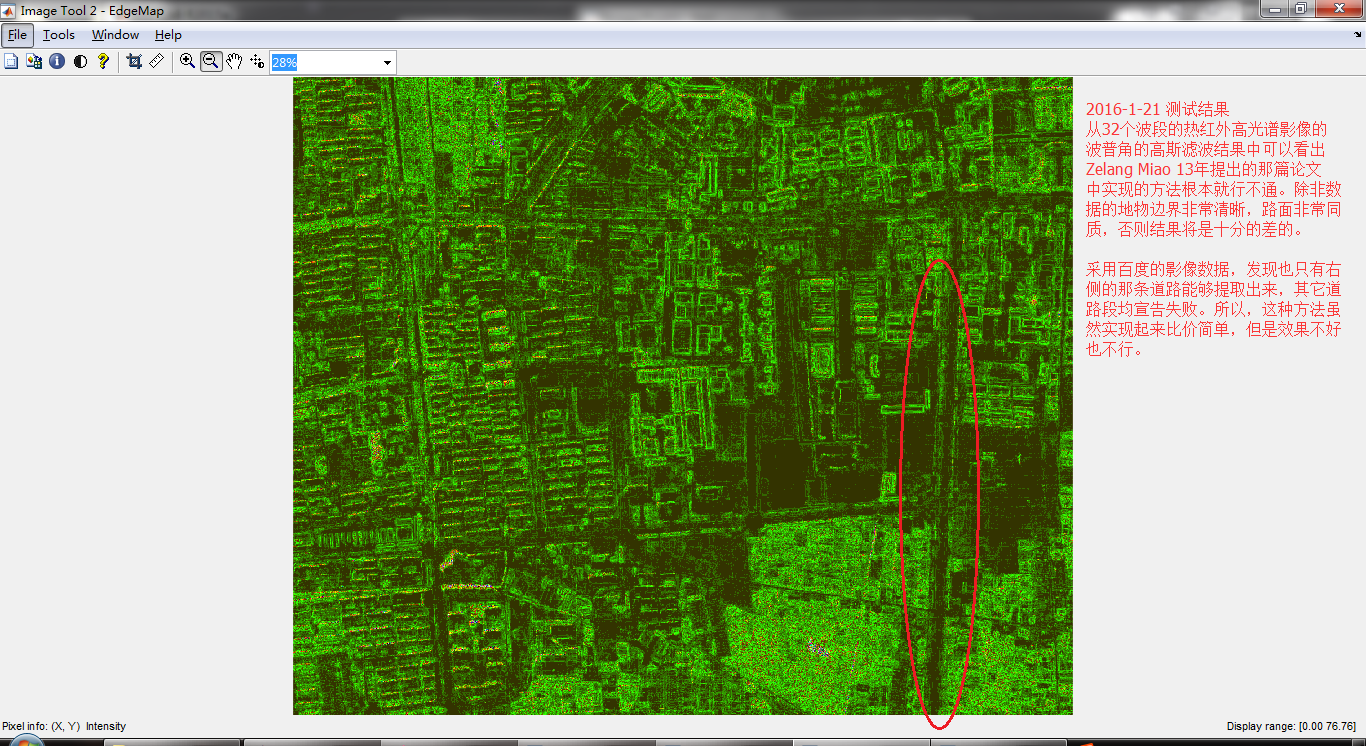 Image Tool 2 - EdgeMap
File Tools Window Help
28%
2016-1-21 测试结果
从32个波段的热红外高光谱影像的
波普角的高斯滤波结果中可以看出
Zelang Miao 13年提出的那篇论文
中实现的方法根本就行不通。除非数
据的地物边界非常清晰，路面非常同
质，否则结果将是十分的差的。
采用百度的影像数据，发现也只有右
侧的那条道路能够提取出来，其它道
路段均宣告失败。所以，这种方法虽
然实现起来比价简单，但是效果不好
也不行。
Pixel info: (X, Y) Intensity
Display range: [0.00 76.76]